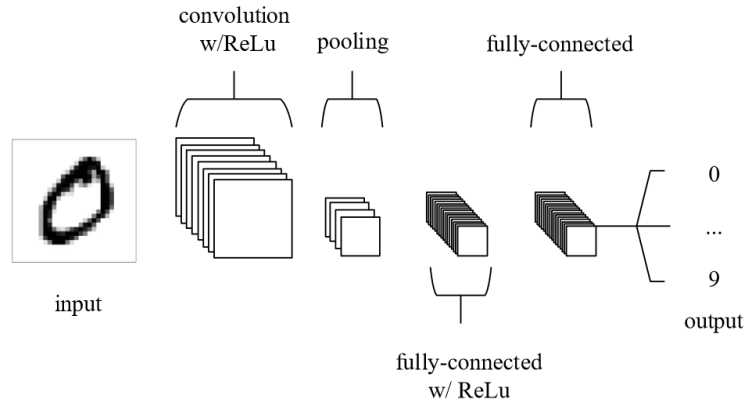 convolution
w/ReLu
pooling
fully-connected
input
0
...
9
output
fully-connected
w/ ReLu